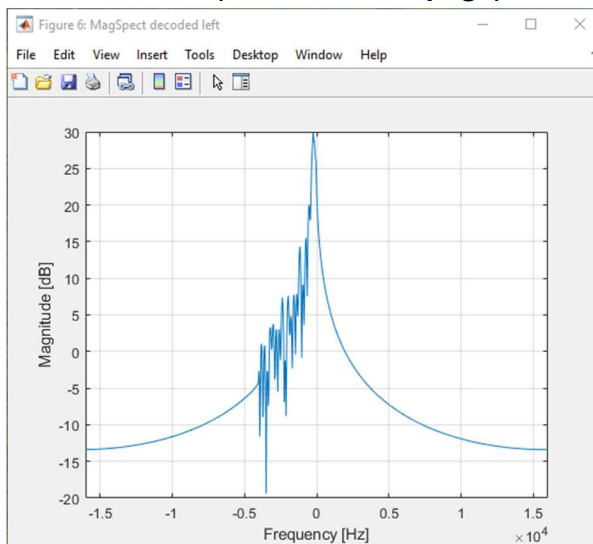 Figure 6: MagSpect decoded left
File Edit View Insert Tools Desktop Window Help
30
25
20
15
10
5
0
-5
-10
-15
-20
Magnitude [dB]
-1.5 -1 -0.5 0 0.5 1 1.5
Frequency [Hz]
× 10^4